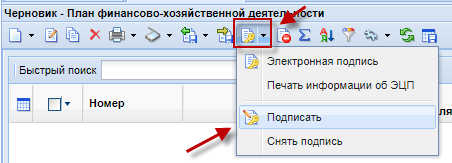 Черновик - План финансово-хозяйственной деятельности
Быстрый поиск
Электронная подпись
Печать информации об ЭЦП
Номер
Подписать
Снять подпись